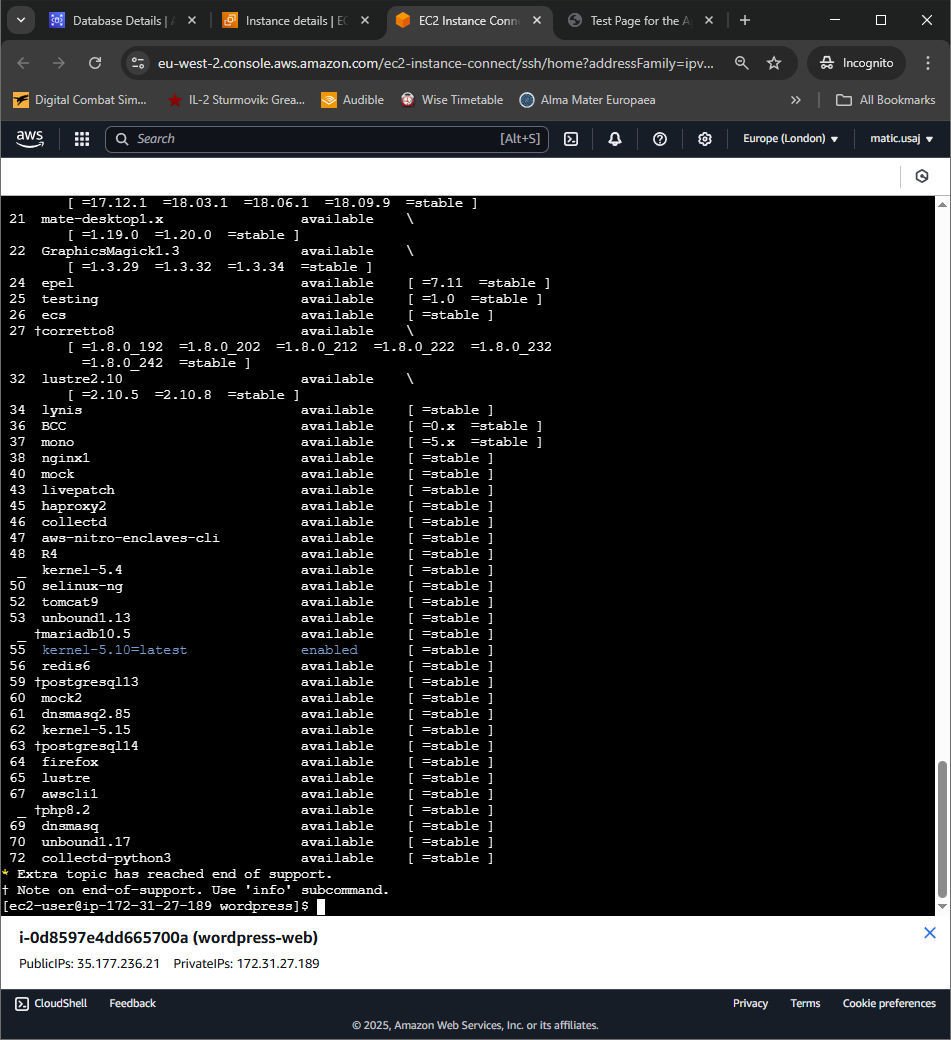 Database Details | A
Instance details | EC
EC2 Instance Conn
Test Page for the A
eu-west-2.console.aws.amazon.com/ec2-instance-connect/ssh/home?addressFamily=ipv...
Incognito
Digital Combat Sim...
IL-2 Sturmovik: Grea...
Audible
Wise Timetable
Alma Mater Europaea
All Bookmarks
aws
Search
[Alt+S]
Europe (London)
matic.usaj
[ =17.12.1 =18.03.1 =18.06.1 =18.09.9 =stable ]
21 mate-desktop1.x available \
[ =1.19.0 =1.20.0 =stable ]
22 GraphicsMagick1.3 available \
[ =1.3.29 =1.3.32 =1.3.34 =stable ]
24 epel available [ =7.11 =stable ]
25 testing available [ =1.0 =stable ]
26 ecs available [ =stable ]
27 †corretto8 available \
[ =1.8.0_192 =1.8.0_202 =1.8.0_212 =1.8.0_222 =1.8.0_232
=1.8.0_242 =stable ]
32 lustre2.10 available \
[ =2.10.5 =2.10.8 =stable ]
34 lynis available [ =stable ]
36 BCC available [ =0.x =stable ]
37 mono available [ =5.x =stable ]
38 nginx1 available [ =stable ]
40 mock available [ =stable ]
43 livepatch available [ =stable ]
45 haproxy2 available [ =stable ]
46 collectd available [ =stable ]
47 aws-nitro-enclaves-cli available [ =stable ]
48 R4 available [ =stable ]
_ kernel-5.4 available [ =stable ]
50 selinux-ng available [ =stable ]
52 tomcat9 available [ =stable ]
53 unbound1.13 available [ =stable ]
_ †mariadb10.5 available [ =stable ]
55 kernel-5.10=latest enabled [ =stable ]
56 redis6 available [ =stable ]
59 †postgresql13 available [ =stable ]
60 mock2 available [ =stable ]
61 dnsmasq2.85 available [ =stable ]
62 kernel-5.15 available [ =stable ]
63 †postgresql14 available [ =stable ]
64 firefox available [ =stable ]
65 lustre available [ =stable ]
67 awscli1 available [ =stable ]
_ †php8.2 available [ =stable ]
69 dnsmasq available [ =stable ]
70 unbound1.17 available [ =stable ]
72 collectd-python3 available [ =stable ]
* Extra topic has reached end of support.
† Note on end-of-support. Use 'info' subcommand.
[ec2-user@ip-172-31-27-189 wordpress]$
i-0d8597e4dd665700a (wordpress-web)
PublicIPs: 35.177.236.21 PrivateIPs: 172.31.27.189
CloudShell Feedback
Privacy Terms Cookie preferences
© 2025, Amazon Web Services, Inc. or its affiliates.